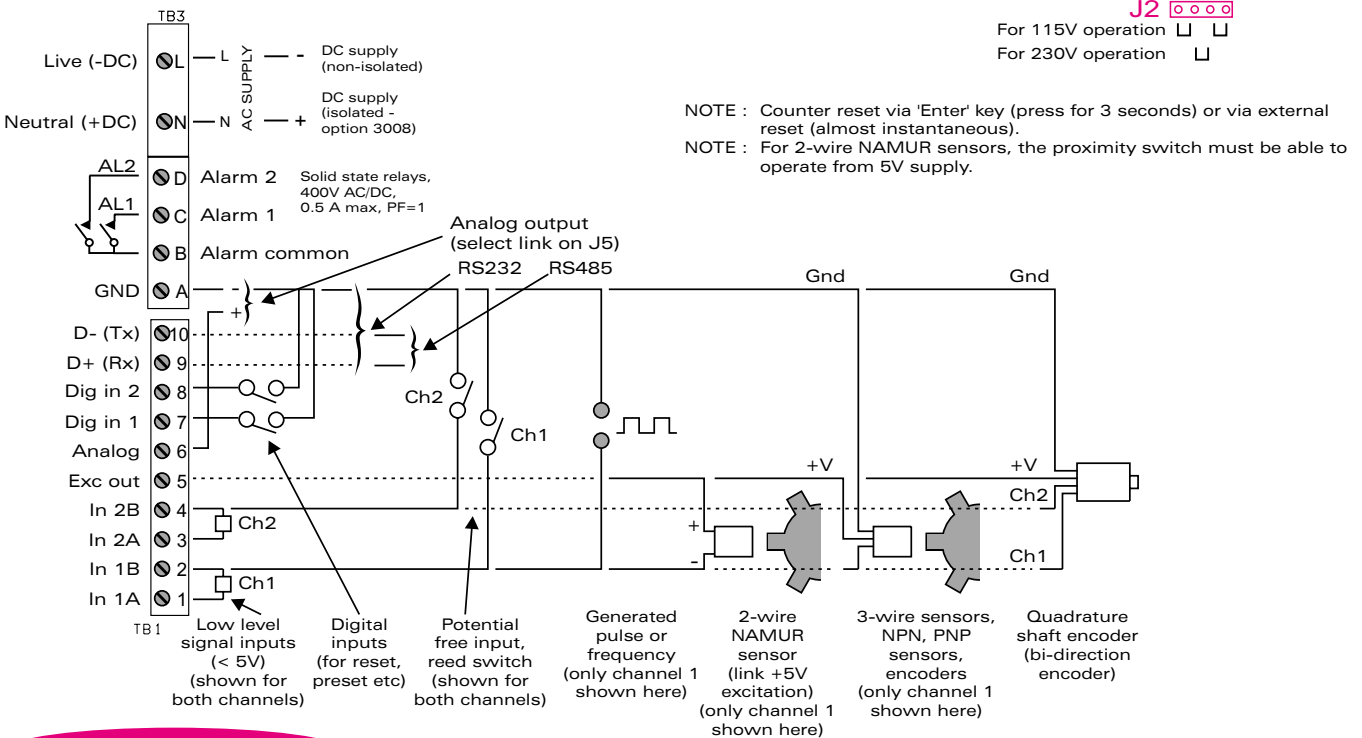 TB3
J2
For 115V operation
For 230V operation
Live (-DC)
L
L
AC SUPPLY
-
DC supply
(non-isolated)
Neutral (+DC)
N
N
+
DC supply
(isolated -
option 3008)
NOTE : Counter reset via 'Enter' key (press for 3 seconds) or via external
reset (almost instantaneous).
NOTE : For 2-wire NAMUR sensors, the proximity switch must be able to
operate from 5V supply.
AL2
D
Alarm 2
Solid state relays,
400V AC/DC,
0.5 A max, PF=1
AL1
C
Alarm 1
B
Alarm common
Analog output
(select link on J5)
RS232
RS485
GND
A
+
Gnd
Gnd
D- (Tx)
10
D+ (Rx)
9
Dig in 2
8
Dig in 1
7
Analog
6
Exc out
5
In 2B
4
In 2A
3
In 1B
2
In 1A
1
TB1
Ch2
Ch1
Ch2
Ch1
+
-
+V
+V
Ch2
Ch1
Low level
signal inputs
(< 5V)
(shown for
both channels)
Digital
inputs
(for reset,
preset etc)
Potential
free input,
reed switch
(shown for
both channels)
Generated
pulse or
frequency
(only channel 1
shown here)
2-wire
NAMUR
sensor
(link +5V
excitation)
(only channel 1
shown here)
3-wire sensors,
NPN, PNP
sensors,
encoders
(only channel 1
shown here)
Quadrature
shaft encoder
(bi-direction
encoder)